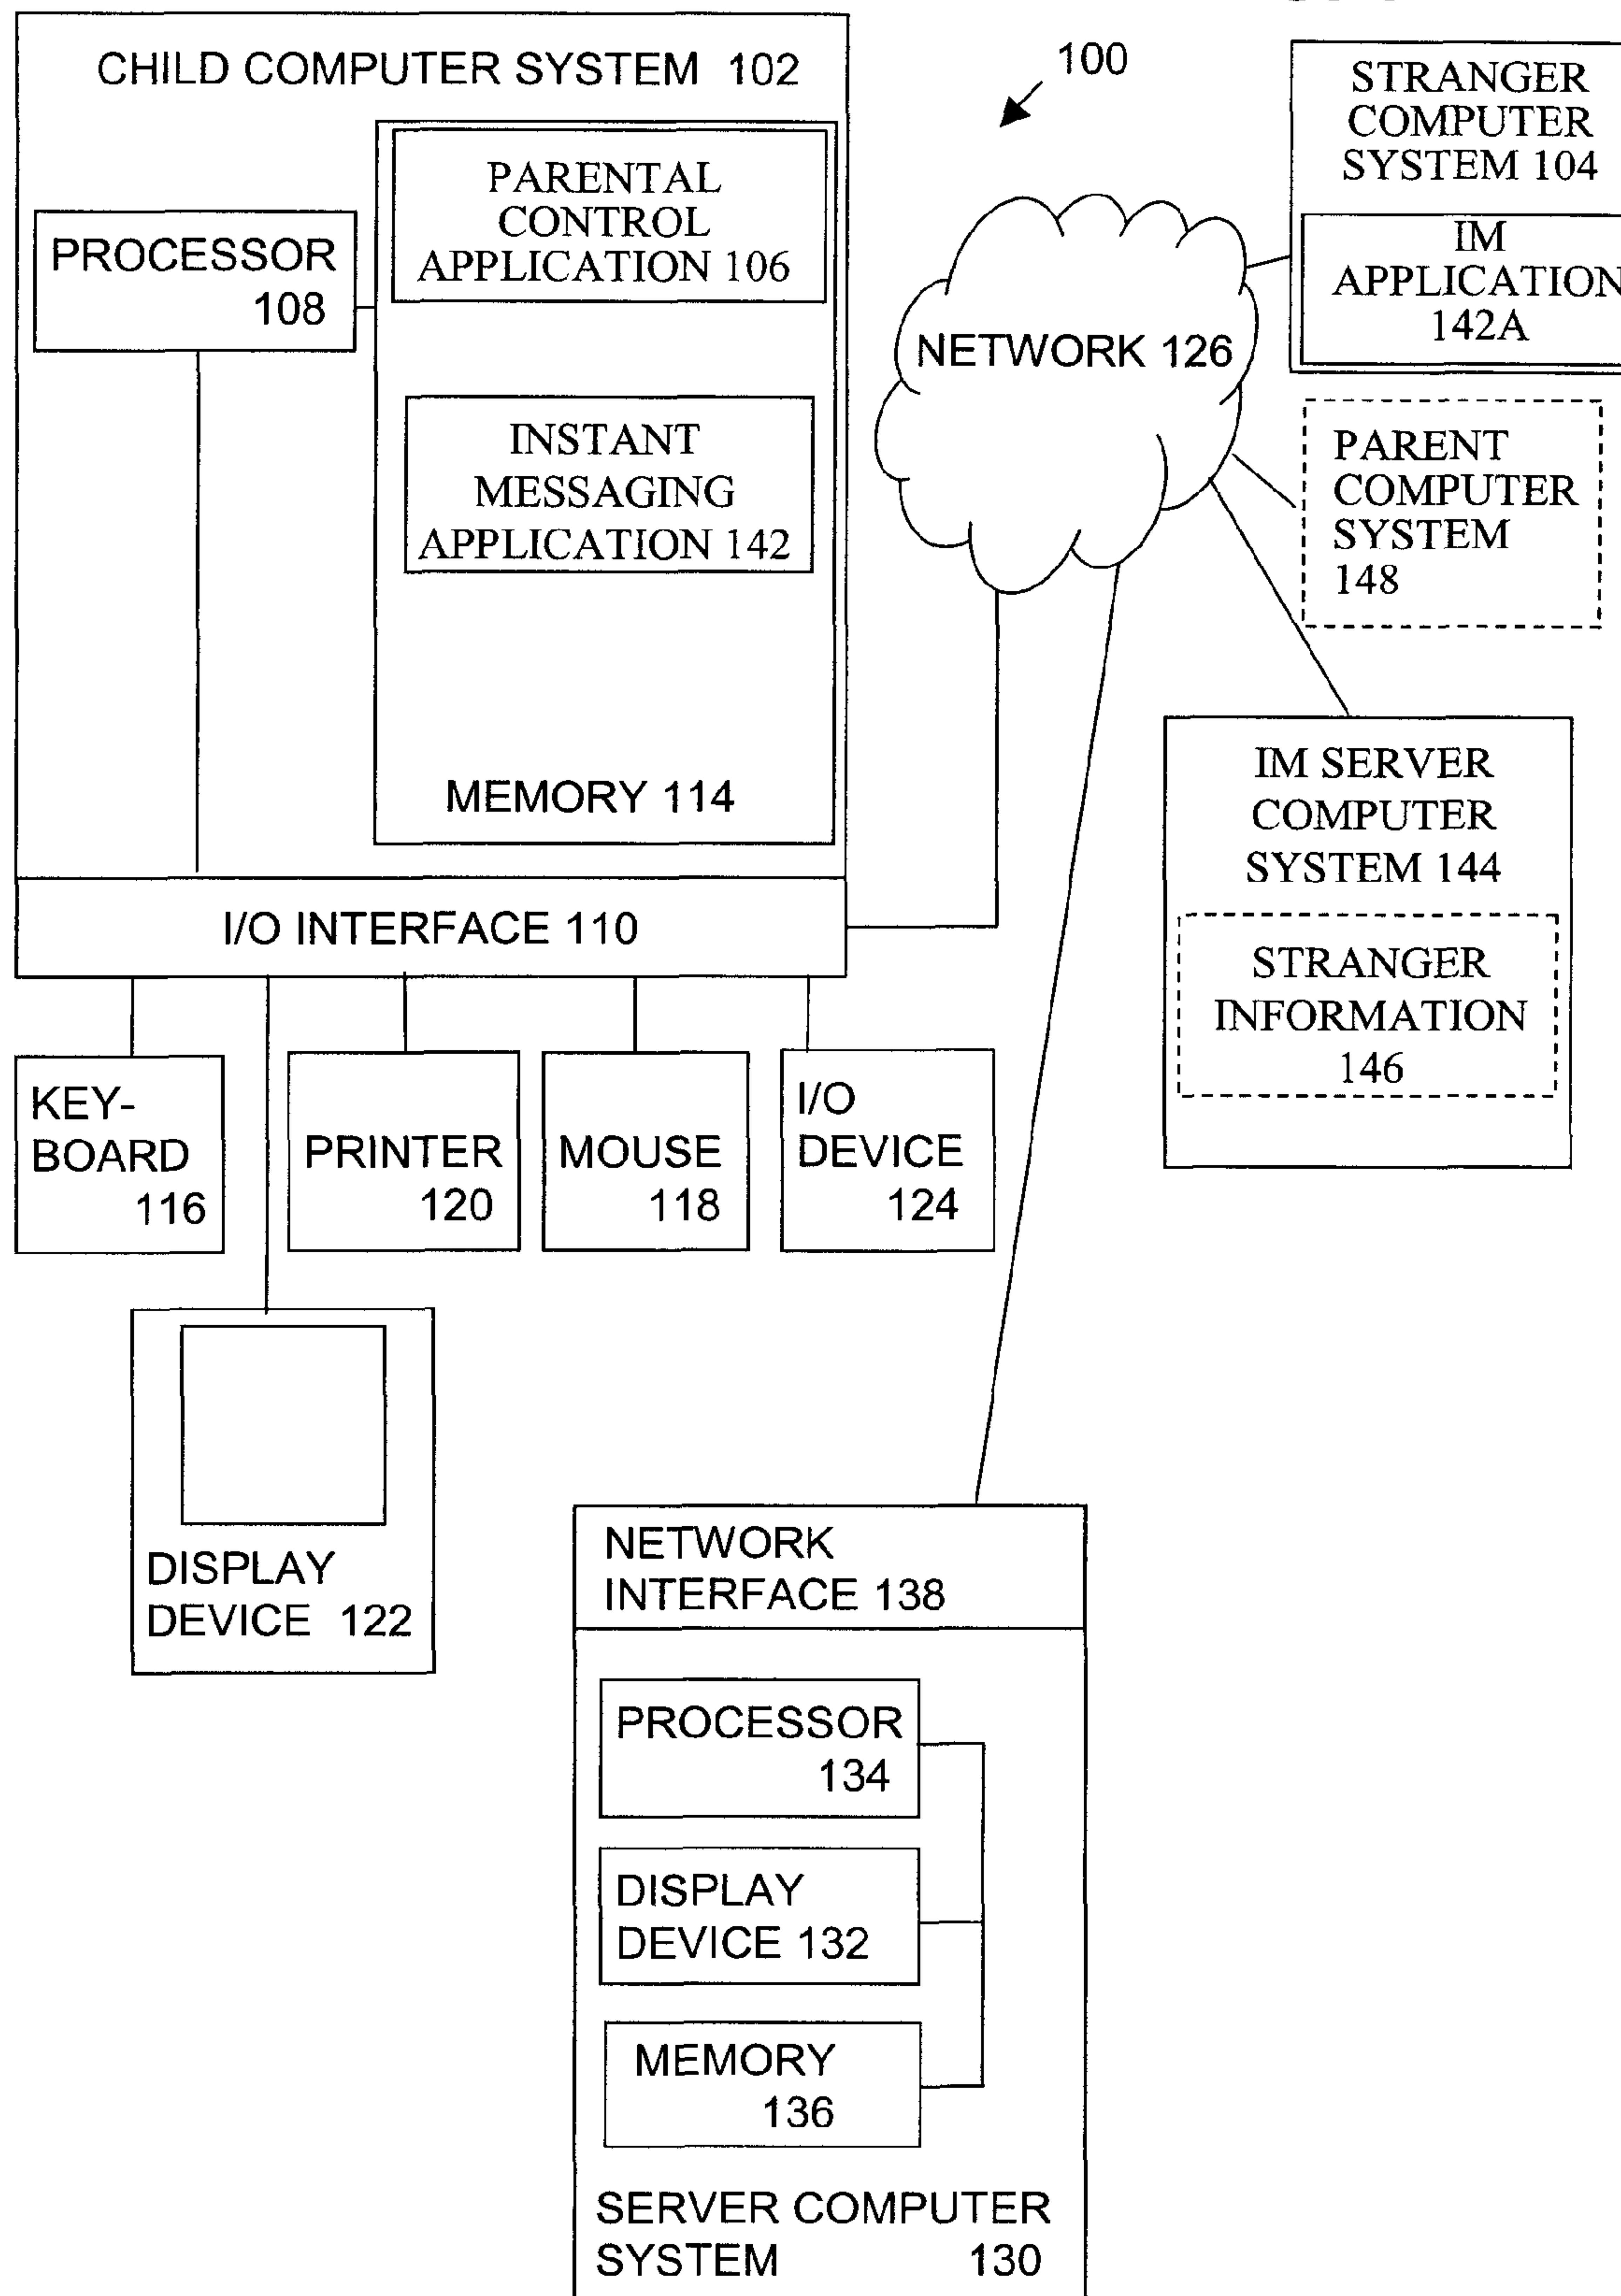 CHILD COMPUTER SYSTEM 102
PARENTAL
CONTROL
APPLICATION 106
PROCESSOR
108
INSTANT
MESSAGING
APPLICATION 142
MEMORY 114
I/O INTERFACE 110
KEY-
BOARD
116
PRINTER
120
MOUSE
118
I/O
DEVICE
124
DISPLAY
DEVICE 122
100
NETWORK 126
STRANGER
COMPUTER
SYSTEM 104
IM
APPLICATION
142A
PARENT
COMPUTER
SYSTEM
148
IM SERVER
COMPUTER
SYSTEM 144
STRANGER
INFORMATION
146
NETWORK
INTERFACE 138
PROCESSOR
134
DISPLAY
DEVICE 132
MEMORY
136
SERVER COMPUTER
SYSTEM 130